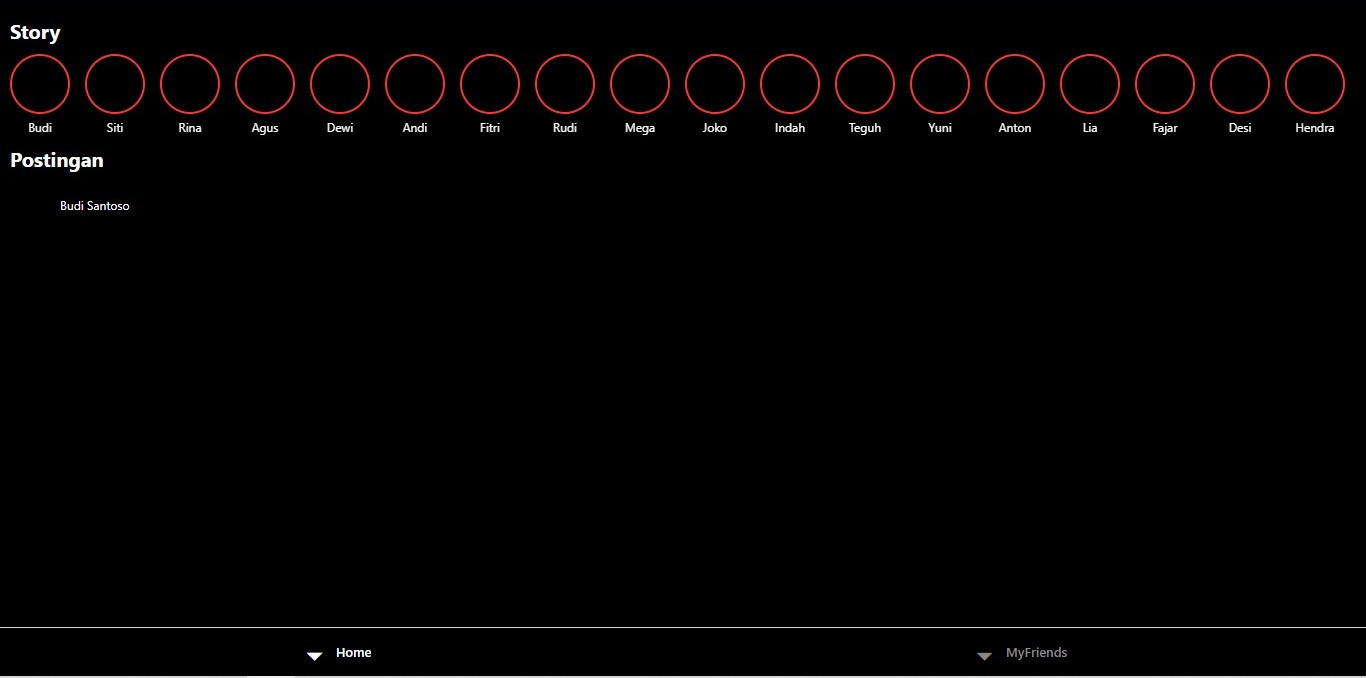 Story
Budi Siti Rina Agus Dewi Andi Fitri Rudi Mega Joko Indah Teguh Yuni Anton Lia Fajar Desi Hendra
Postingan
Budi Santoso
Home MyFriends